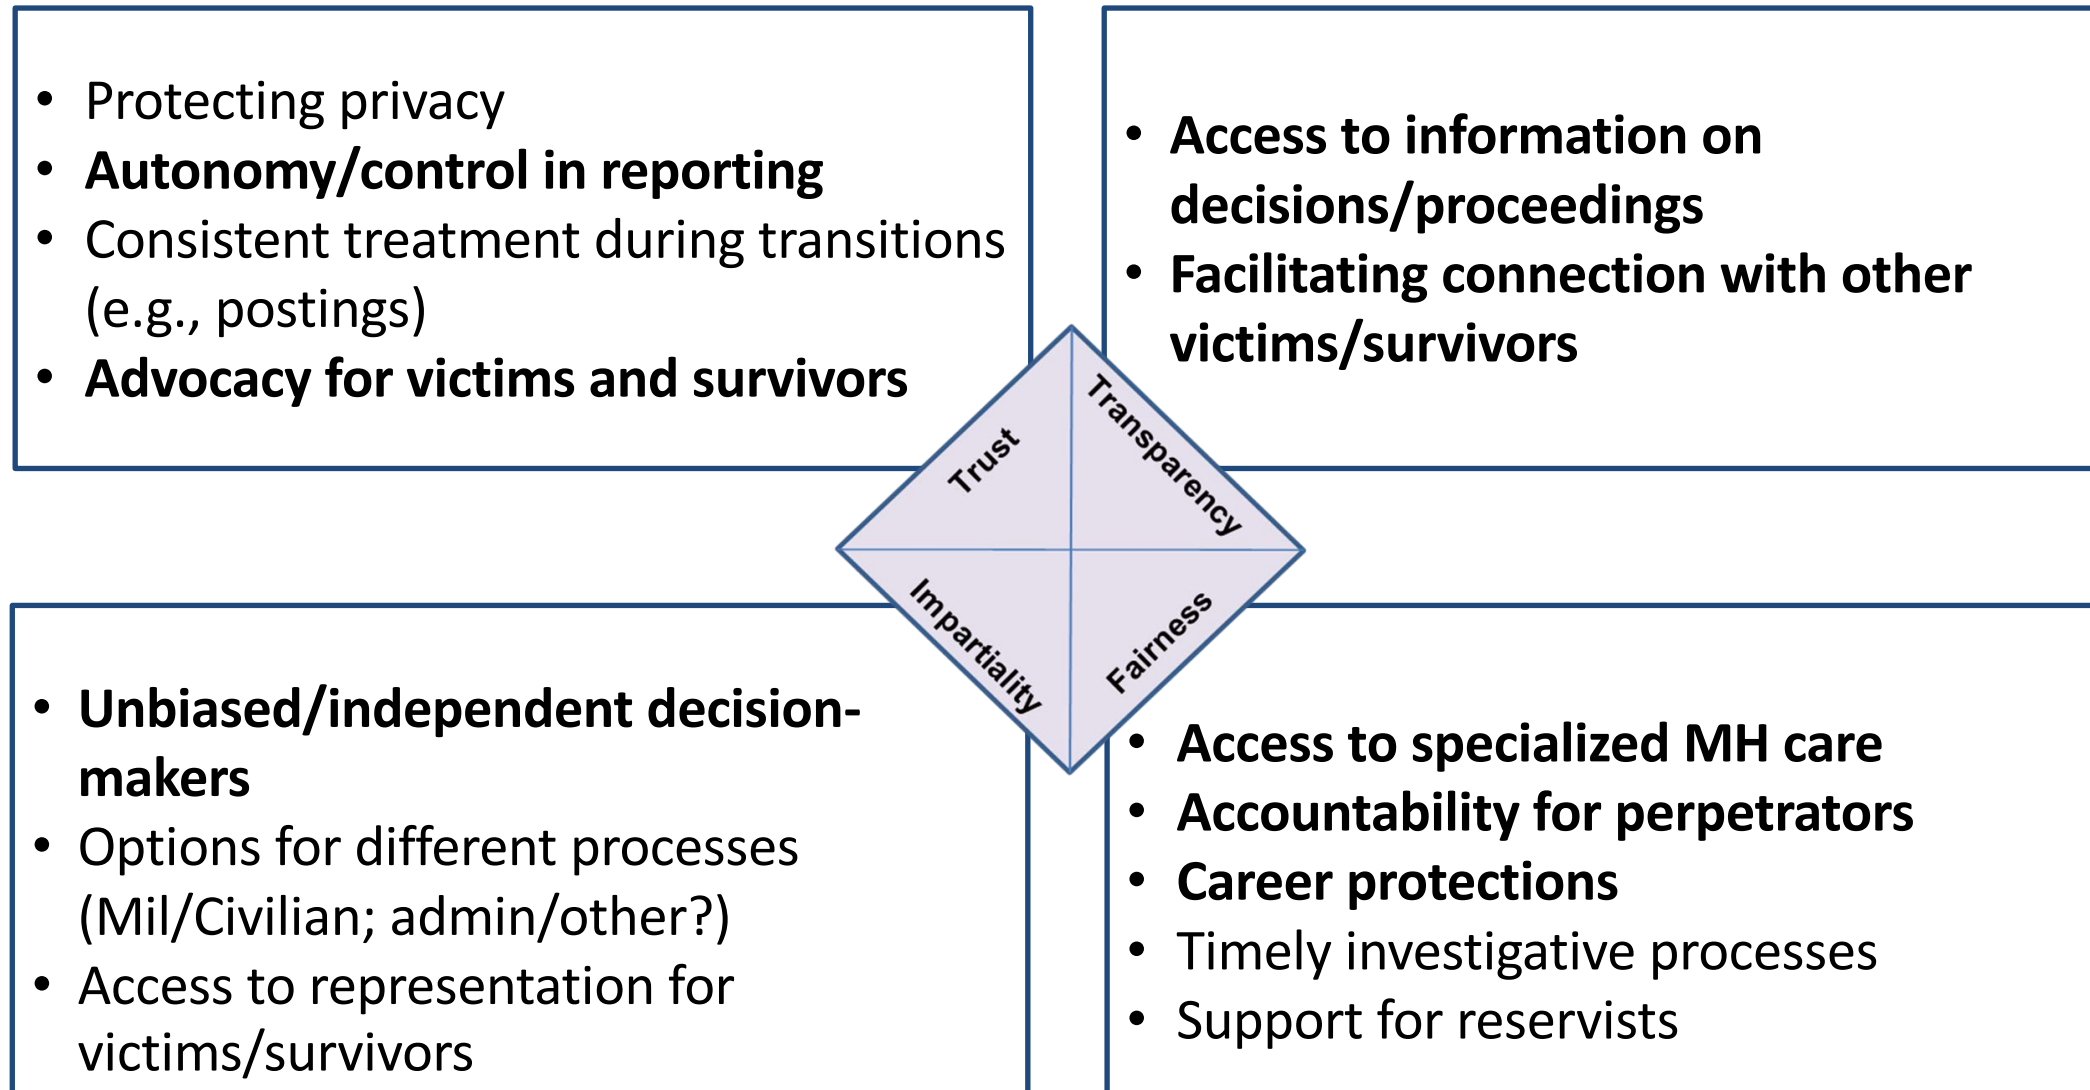 • Protecting privacy
• Autonomy/control in reporting
• Consistent treatment during transitions
(e.g., postings)
• Advocacy for victims and survivors
• Access to information on
decisions/proceedings
• Facilitating connection with other
victims/survivors
Trust
Transparency
Impartiality
Fairness
• Unbiased/independent decision-
makers
• Options for different processes
(Mil/Civilian; admin/other?)
• Access to representation for
victims/survivors
• Access to specialized MH care
• Accountability for perpetrators
• Career protections
• Timely investigative processes
• Support for reservists